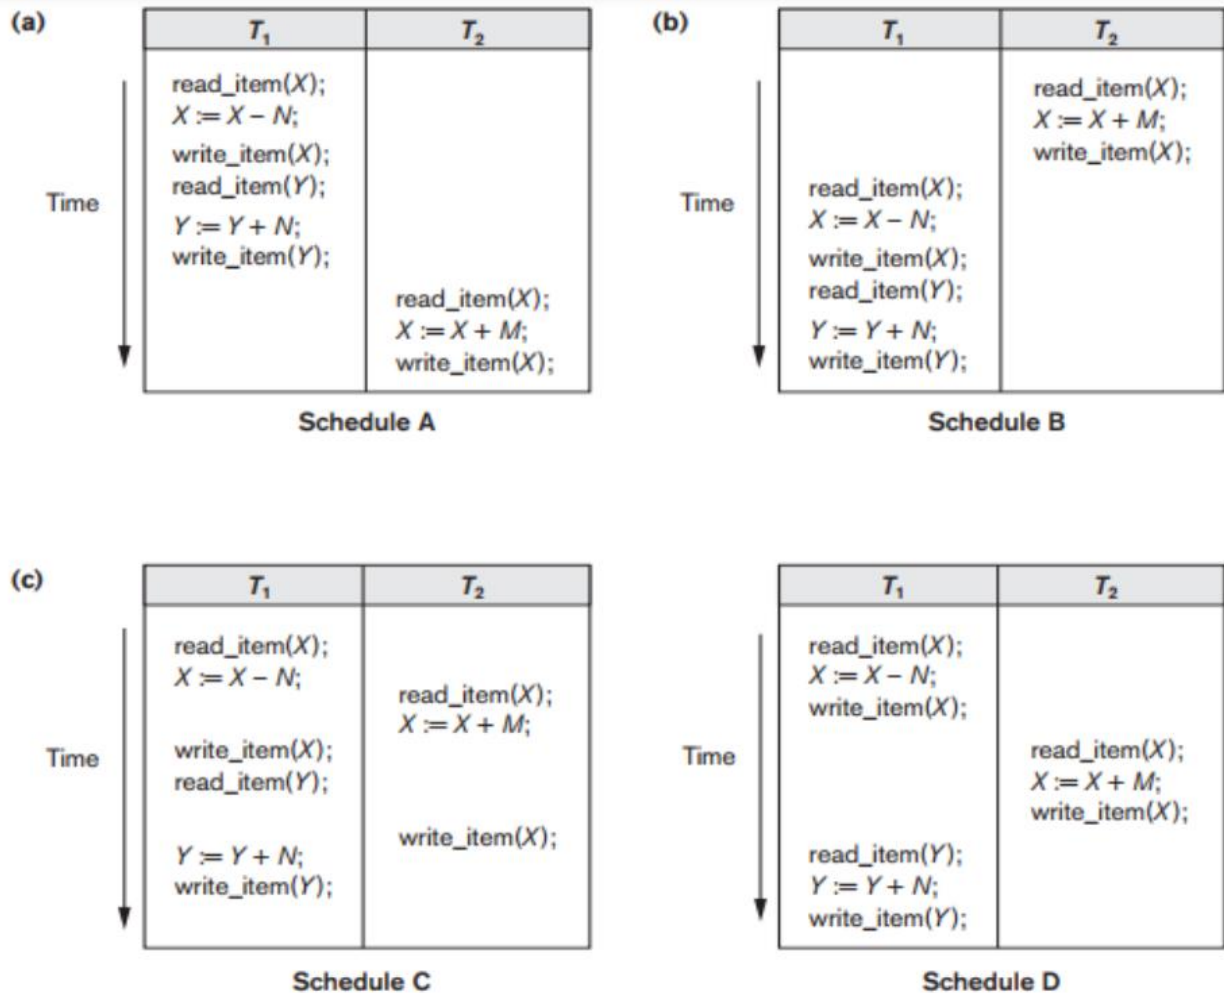 (a)
T1 T2
read_item(X);
X := X – N;
write_item(X);
read_item(Y);
Time
Y := Y + N;
write_item(Y);
read_item(X);
X := X + M;
write_item(X);
Schedule A
(b)
T1 T2
read_item(X);
X := X + M;
write_item(X);
read_item(X);
Time
X := X – N;
write_item(X);
read_item(Y);
Y := Y + N;
write_item(Y);
Schedule B
(c)
T1 T2
read_item(X);
X := X – N;
read_item(X);
X := X + M;
write_item(X);
Time
read_item(Y);
write_item(X);
Y := Y + N;
write_item(Y);
Schedule C
T1 T2
read_item(X);
X := X – N;
write_item(X);
read_item(X);
Time
X := X + M;
write_item(X);
read_item(Y);
Y := Y + N;
write_item(Y);
Schedule D